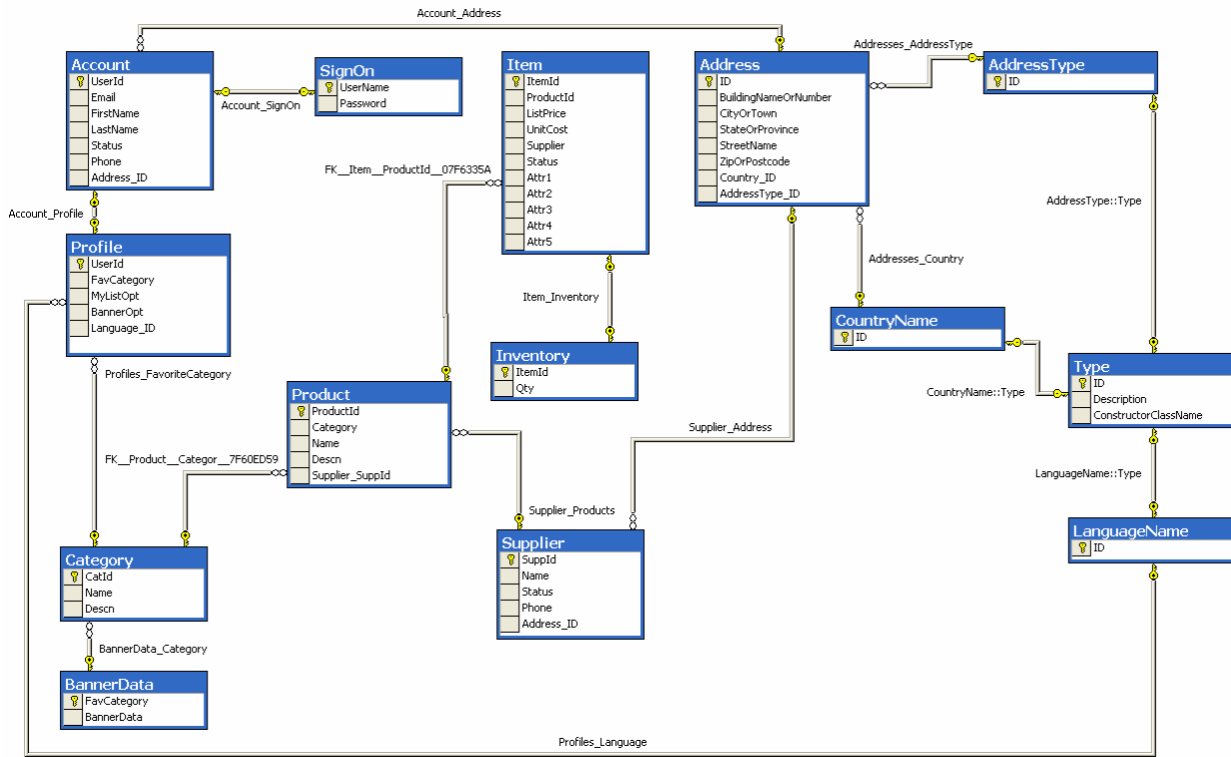 Account_Address
Account
UserId
Email
FirstName
LastName
Status
Phone
Address_ID
Account_SignOn
SignOn
UserName
Password
Item
ItemId
ProductId
ListPrice
UnitCost
Supplier
Status
Attr1
Attr2
Attr3
Attr4
Attr5
FK__Item__ProductId__07F6335A
Address
ID
BuildingNameOrNumber
CityOrTown
StateOrProvince
StreetName
ZipOrPostcode
Country_ID
AddressType_ID
Addresses_AddressType
AddressType
ID
AddressType::Type
Account_Profile
Profile
UserId
FavCategory
MyListOpt
BannerOpt
Language_ID
Profiles_FavoriteCategory
Item_Inventory
Inventory
ItemId
Qty
Addresses_Country
CountryName
ID
CountryName::Type
Type
ID
Description
ConstructorClassName
Product
ProductId
Category
Name
Descn
Supplier_SuppId
FK__Product__Categor__7F60ED59
Supplier_Address
Supplier_Products
Supplier
SuppId
Name
Status
Phone
Address_ID
LanguageName::Type
LanguageName
ID
Category
CatId
Name
Descn
BannerData_Category
BannerData
FavCategory
BannerData
Profiles_Language